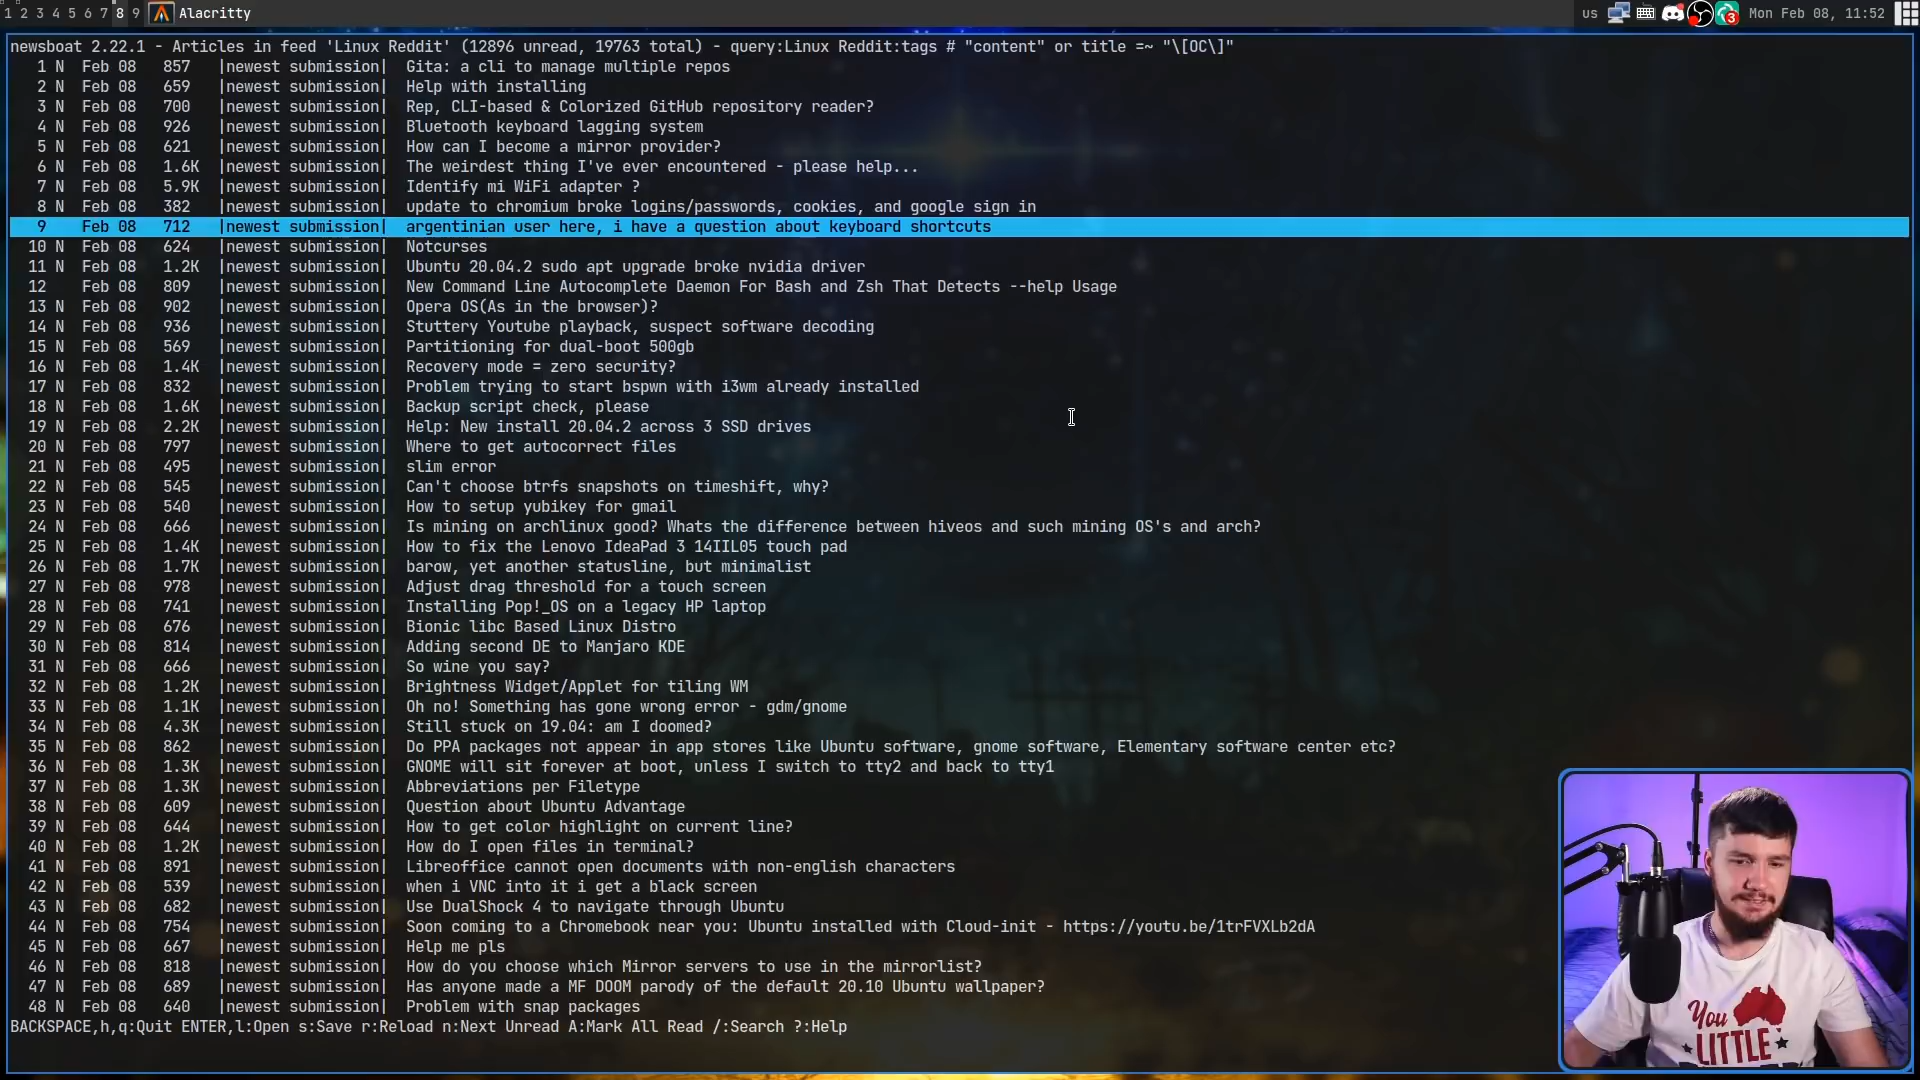 1 2 3 4 5 6 7 8 9 Alacritty us 3 Mon Feb 08, 11:52
newsboat 2.22.1 - Articles in feed 'Linux Reddit' (12896 unread, 19763 total) - query:Linux Reddit:tags # "content" or title =~ "\[OC\]"
1 N Feb 08 857 |newest submission| Gita: a cli to manage multiple repos
2 N Feb 08 659 |newest submission| Help with installing
3 N Feb 08 700 |newest submission| Rep, CLI-based & Colorized GitHub repository reader?
4 N Feb 08 926 |newest submission| Bluetooth keyboard lagging system
5 N Feb 08 621 |newest submission| How can I become a mirror provider?
6 N Feb 08 1.6K |newest submission| The weirdest thing I've ever encountered - please help...
7 N Feb 08 5.9K |newest submission| Identify mi WiFi adapter ?
8 N Feb 08 382 |newest submission| update to chromium broke logins/passwords, cookies, and google sign in
9 Feb 08 712 |newest submission| argentinian user here, i have a question about keyboard shortcuts
10 N Feb 08 624 |newest submission| Notcurses
11 N Feb 08 1.2K |newest submission| Ubuntu 20.04.2 sudo apt upgrade broke nvidia driver
12 Feb 08 809 |newest submission| New Command Line Autocomplete Daemon For Bash and Zsh That Detects --help Usage
13 N Feb 08 902 |newest submission| Opera OS(As in the browser)?
14 N Feb 08 936 |newest submission| Stuttery Youtube playback, suspect software decoding
15 N Feb 08 569 |newest submission| Partitioning for dual-boot 500gb
16 N Feb 08 1.4K |newest submission| Recovery mode = zero security?
17 N Feb 08 832 |newest submission| Problem trying to start bspwn with i3wm already installed
18 N Feb 08 1.6K |newest submission| Backup script check, please
19 N Feb 08 2.2K |newest submission| Help: New install 20.04.2 across 3 SSD drives
20 N Feb 08 797 |newest submission| Where to get autocorrect files
21 N Feb 08 495 |newest submission| slim error
22 N Feb 08 545 |newest submission| Can't choose btrfs snapshots on timeshift, why?
23 N Feb 08 540 |newest submission| How to setup yubikey for gmail
24 N Feb 08 666 |newest submission| Is mining on archlinux good? Whats the difference between hiveos and such mining OS's and arch?
25 N Feb 08 1.4K |newest submission| How to fix the Lenovo IdeaPad 3 14IIL05 touch pad
26 N Feb 08 1.7K |newest submission| barow, yet another statusline, but minimalist
27 N Feb 08 978 |newest submission| Adjust drag threshold for a touch screen
28 N Feb 08 741 |newest submission| Installing Pop!_OS on a legacy HP laptop
29 N Feb 08 676 |newest submission| Bionic libc Based Linux Distro
30 N Feb 08 814 |newest submission| Adding second DE to Manjaro KDE
31 N Feb 08 666 |newest submission| So wine you say?
32 N Feb 08 1.2K |newest submission| Brightness Widget/Applet for tiling WM
33 N Feb 08 1.1K |newest submission| Oh no! Something has gone wrong error - gdm/gnome
34 N Feb 08 4.3K |newest submission| Still stuck on 19.04: am I doomed?
35 N Feb 08 862 |newest submission| Do PPA packages not appear in app stores like Ubuntu software, gnome software, Elementary software center etc?
36 N Feb 08 1.3K |newest submission| GNOME will sit forever at boot, unless I switch to tty2 and back to tty1
37 N Feb 08 1.3K |newest submission| Abbreviations per Filetype
38 N Feb 08 609 |newest submission| Question about Ubuntu Advantage
39 N Feb 08 644 |newest submission| How to get color highlight on current line?
40 N Feb 08 1.2K |newest submission| How do I open files in terminal?
41 N Feb 08 891 |newest submission| Libreoffice cannot open documents with non-english characters
42 N Feb 08 539 |newest submission| when i VNC into it i get a black screen
43 N Feb 08 682 |newest submission| Use DualShock 4 to navigate through Ubuntu
44 N Feb 08 754 |newest submission| Soon coming to a Chromebook near you: Ubuntu installed with Cloud-init - https://youtu.be/1trFVXLb2dA
45 N Feb 08 667 |newest submission| Help me pls
46 N Feb 08 818 |newest submission| How do you choose which Mirror servers to use in the mirrorlist?
47 N Feb 08 689 |newest submission| Has anyone made a MF DOOM parody of the default 20.10 Ubuntu wallpaper?
48 N Feb 08 640 |newest submission| Problem with snap packages
BACKSPACE,h,q:Quit ENTER,l:Open s:Save r:Reload n:Next Unread A:Mark All Read /:Search ?:Help
You
LITTLE